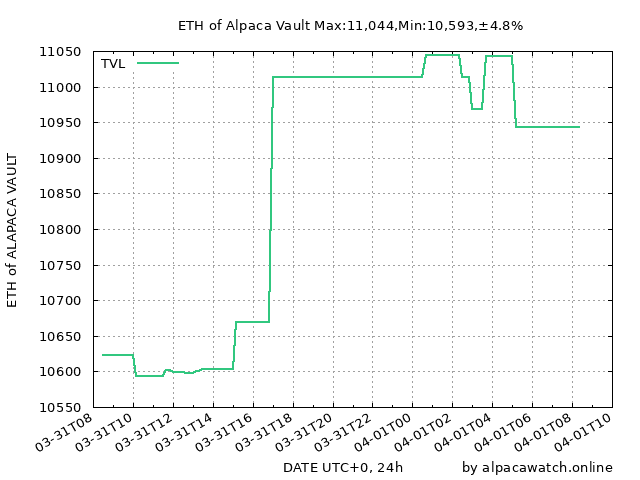 ETH of Alpaca Vault Max:11,044,Min:10,593,±4.8%
TVL
11050
11000
10950
10900
10850
10800
10750
10700
10650
10600
10550
ETH of ALAPACA VAULT
03-31T08
03-31T10
03-31T12
03-31T14
03-31T16
03-31T18
03-31T20
03-31T22
04-01T00
04-01T02
04-01T04
04-01T06
04-01T08
04-01T10
DATE UTC+0, 24h
by alpacawatch.online